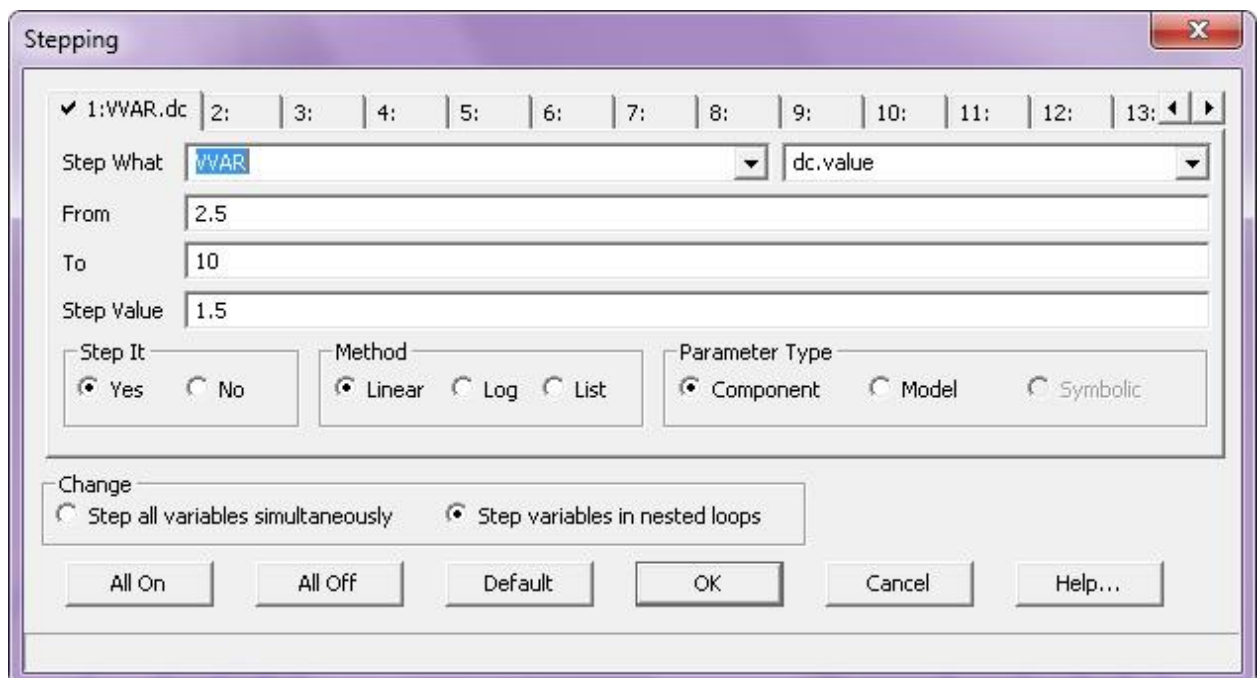 Stepping
1:VVAR.dc 2: 3: 4: 5: 6: 7: 8: 9: 10: 11: 12: 13:
Step What VVAR dc.value
From 2.5
To 10
Step Value 1.5
Step It Method Parameter Type
Yes No Linear Log List Component Model Symbolic
Change
Step all variables simultaneously Step variables in nested loops
All On All Off Default OK Cancel Help...